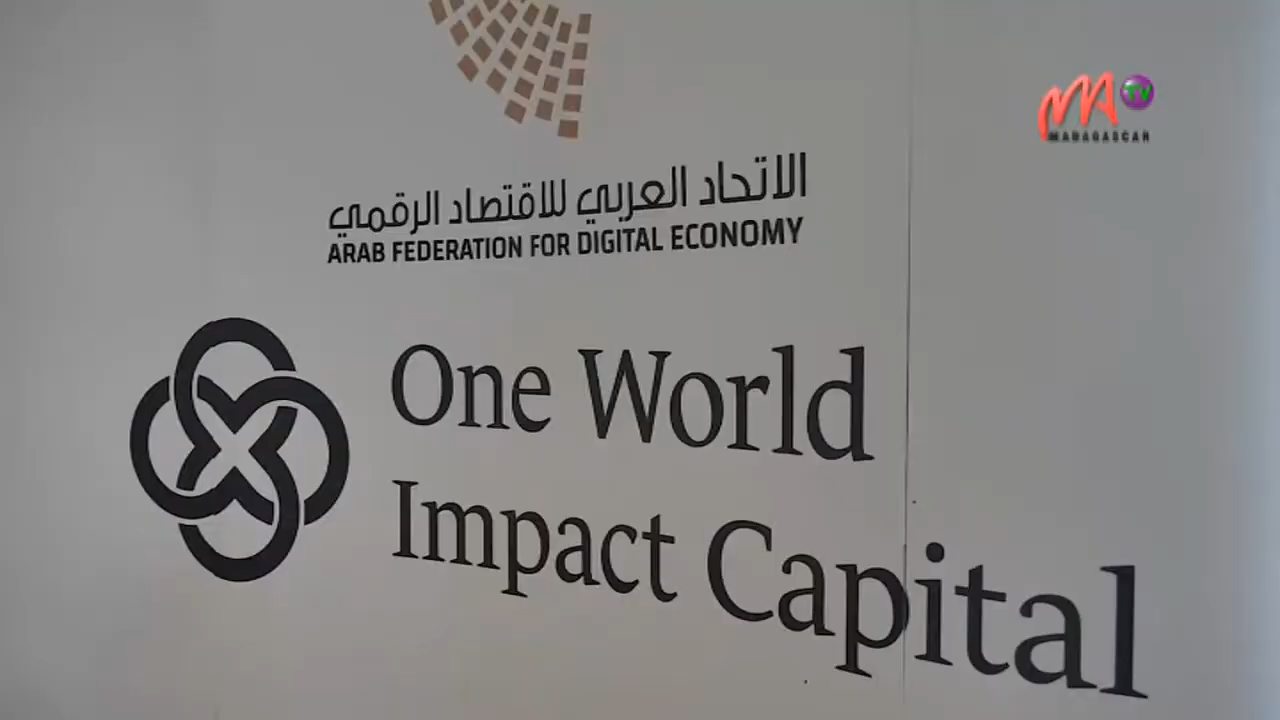 MA TV
MADAGASCAR
الاتحاد العربي للاقتصاد الرقمي
ARAB FEDERATION FOR DIGITAL ECONOMY
One World
Impact Capital